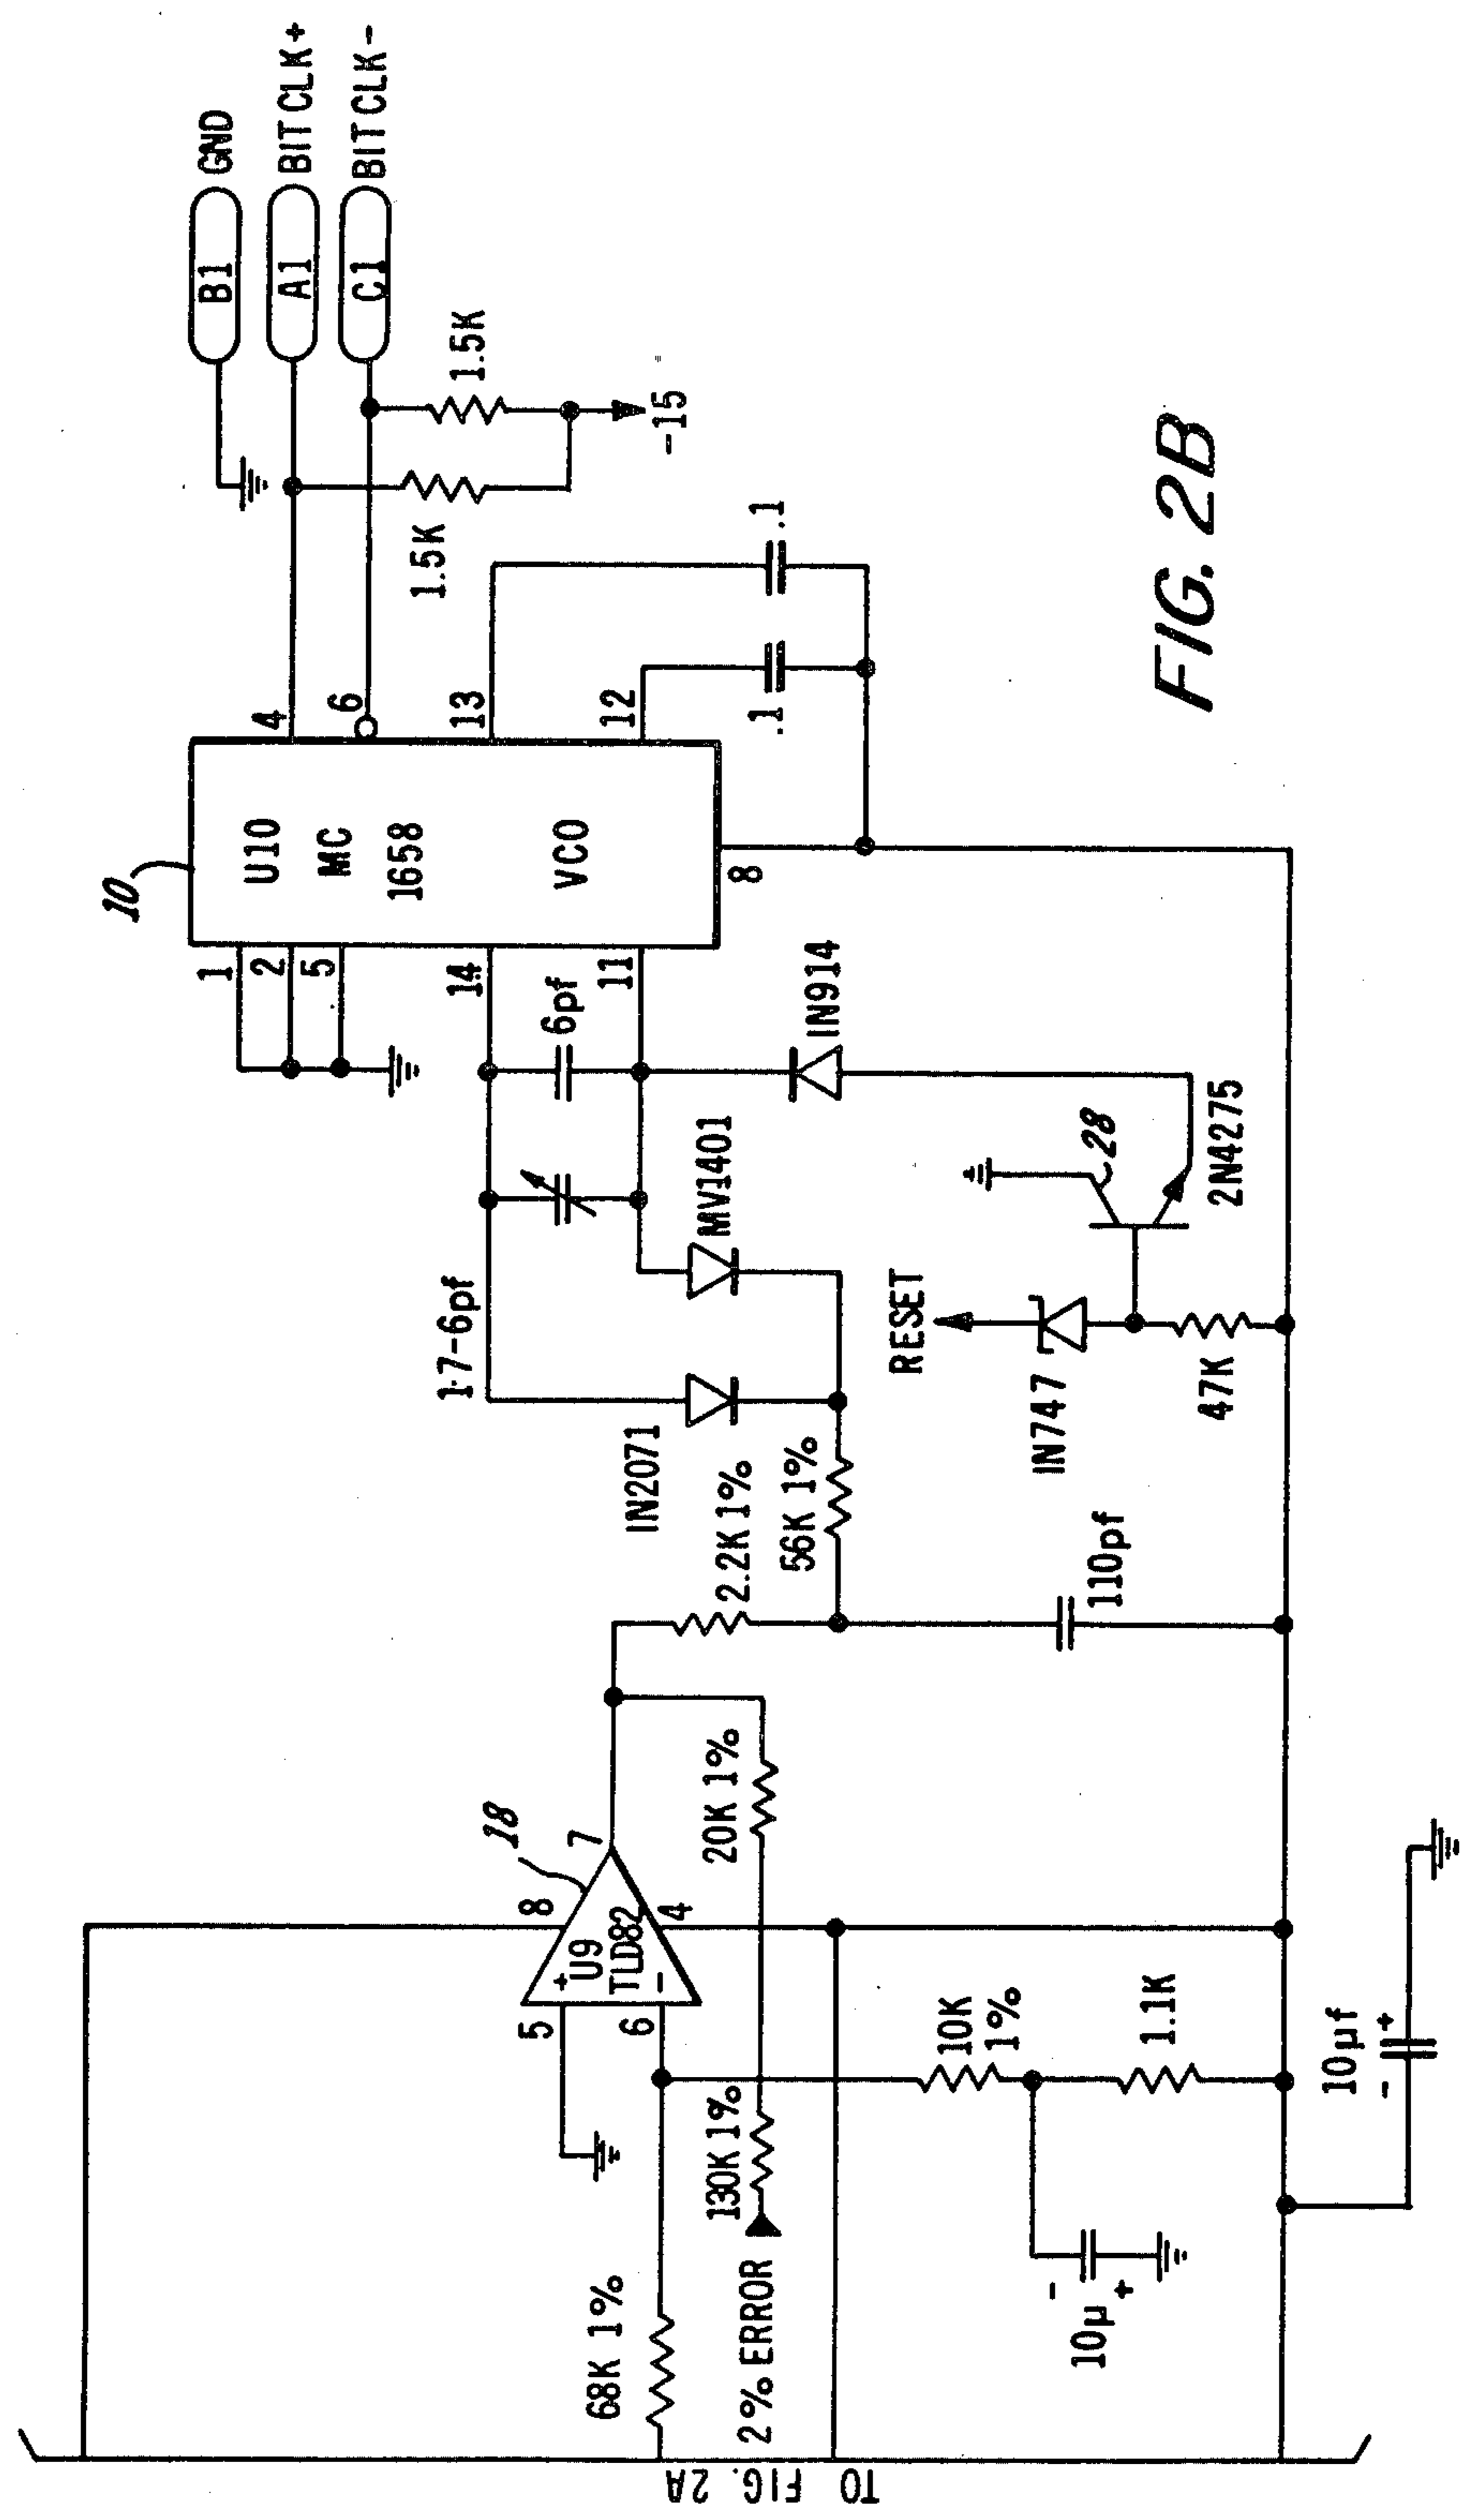 TO FIG. 2A
68K 1%
2% ERROR
130K 1%
20K 1%
5
6
+
-
U9
TLD82
8
4
7
18
10µ
-
+
10K
1%
1.1K
10µf
-
+
2.2K 1%
56K 1%
110pf
IN2071
1.7-6pf
MV1401
6pf
RESET
IN747
47K
28
2N4275
IN914
1
2
5
14
11
10
U10
MC
1658
VCO
8
4
6
13
12
.1
.1
1.5K
1.5K
-15
B1
GND
A1
BIT CLK+
C1
BIT CLK-
FIG. 2B